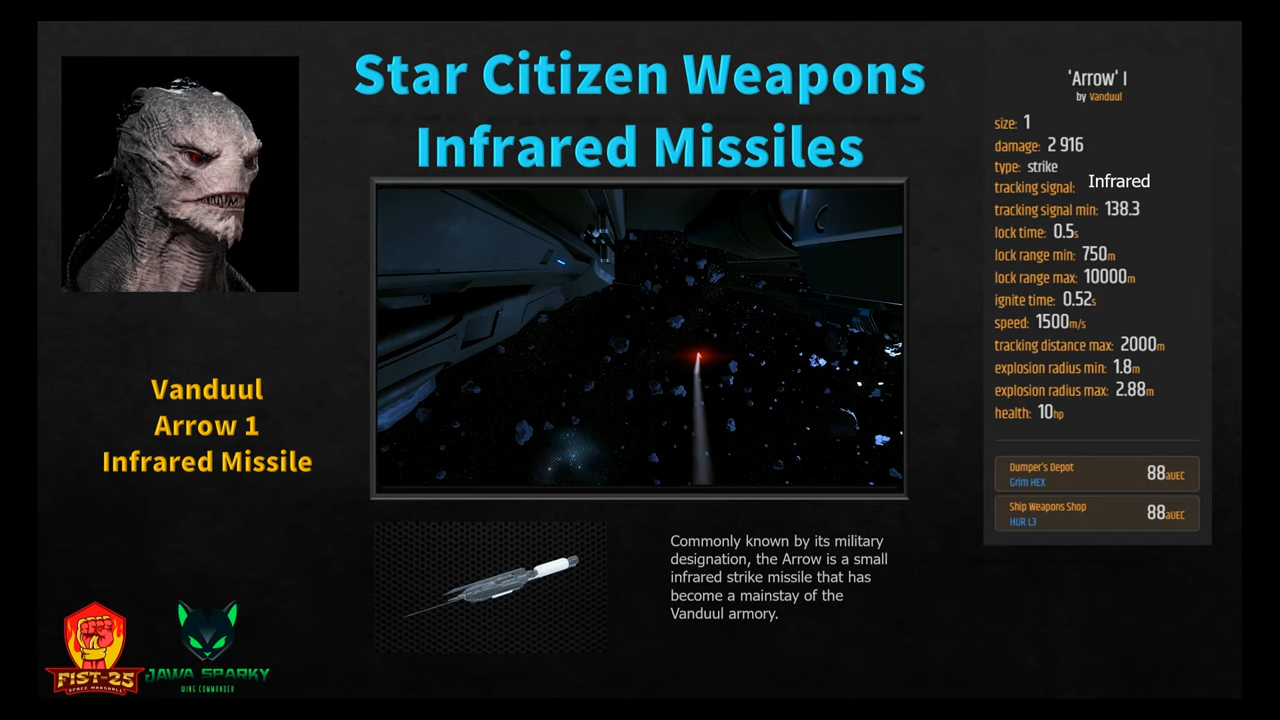 Star Citizen Weapons
Infrared Missiles
Vanduul
Arrow 1
Infrared Missile
Commonly known by its military
designation, the Arrow is a small
infrared strike missile that has
become a mainstay of the
Vanduul armory.
'Arrow' I
by Vanduul
size: 1
damage: 2 916
type: strike
tracking signal: Infrared
tracking signal min: 138.3
lock time: 0.5s
lock range min: 750m
lock range max: 10000m
ignite time: 0.52s
speed: 1500m/s
tracking distance max: 2000m
explosion radius min: 1.8m
explosion radius max: 2.88m
health: 10hp
Dumper's Depot 88aUEC
Grim HEX
Ship Weapons Shop 88aUEC
HUR L3
FIST-25
SPACE MARSHALL
JAWA SPARKY
WING COMMANDER